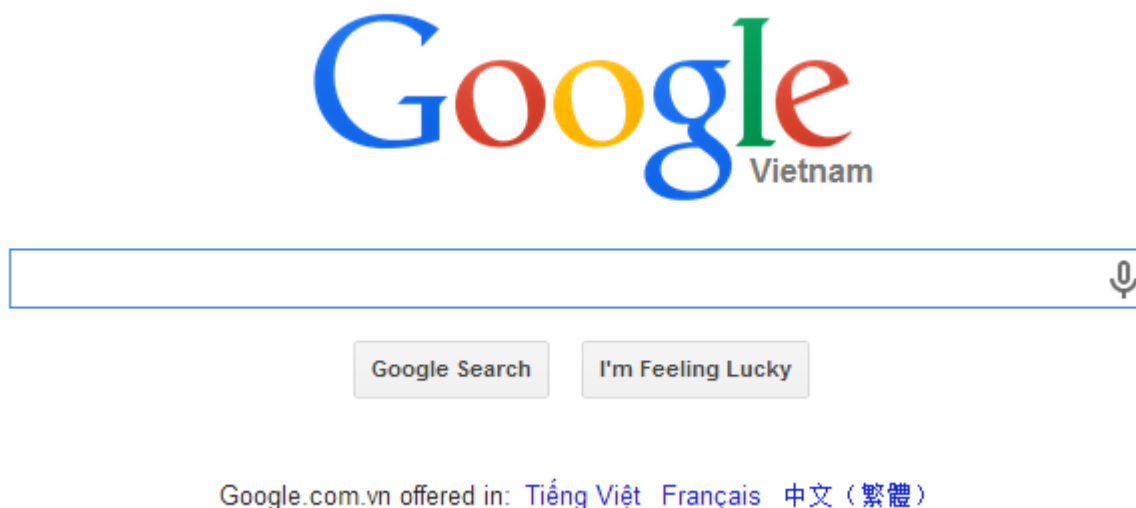 Google
Vietnam
Google Search
I'm Feeling Lucky
Google.com.vn offered in: Tiếng Việt Français 中文（繁體）